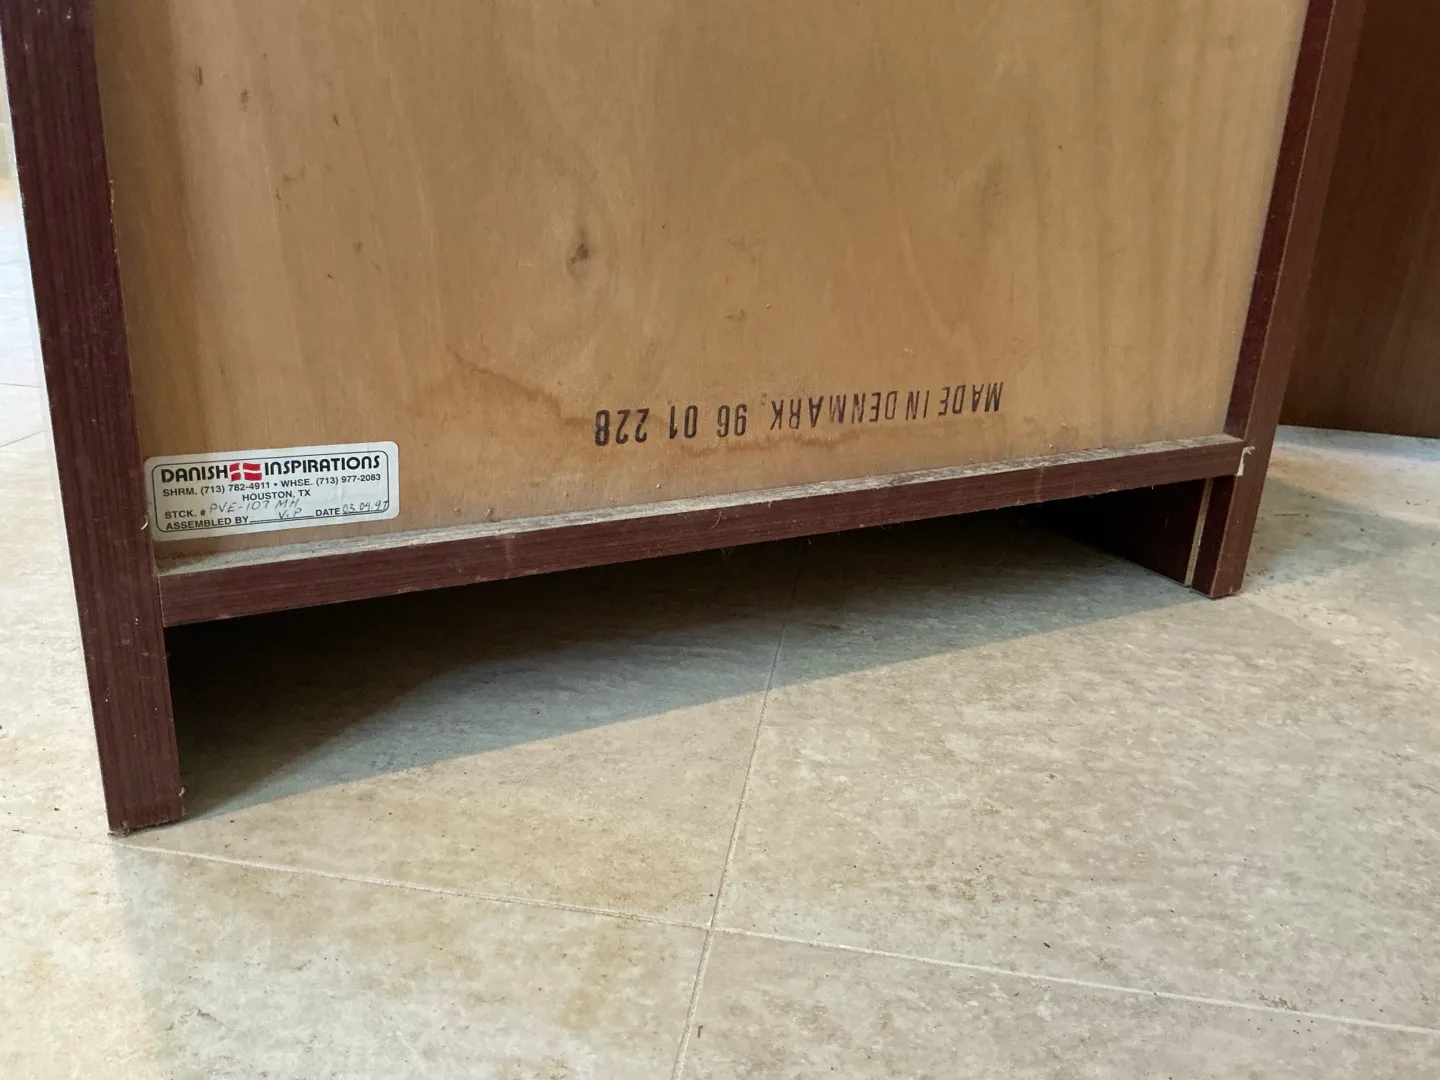 MADE IN DENMARK, 96 01 228
DANISH INSPIRATIONS
SHRM. (713) 782-4911 • WHSE. (713) 977-2083
HOUSTON, TX
STCK. # PVE-107 MH
ASSEMBLED BY V.P DATE 03.04.97